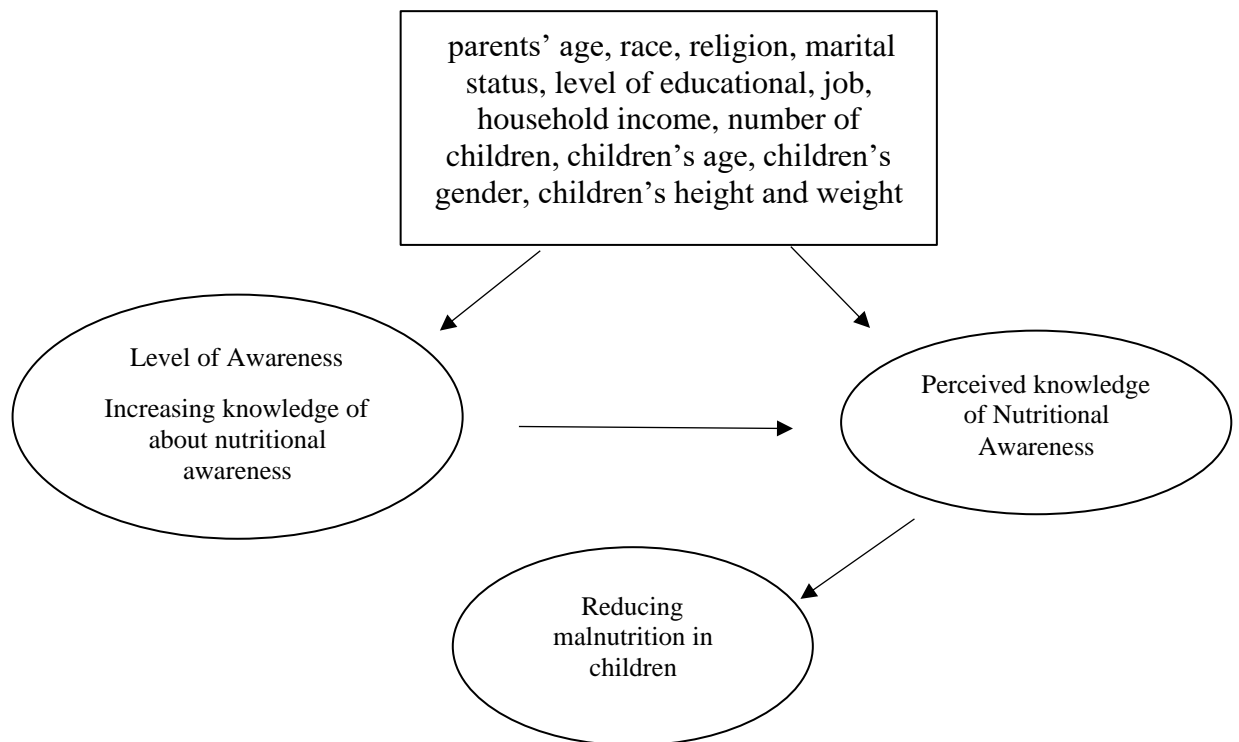 parents’ age, race, religion, marital
status, level of educational, job,
household income, number of
children, children’s age, children’s
gender, children’s height and weight
Level of Awareness
Increasing knowledge of
about nutritional
awareness
Perceived knowledge
of Nutritional
Awareness
Reducing
malnutrition in
children